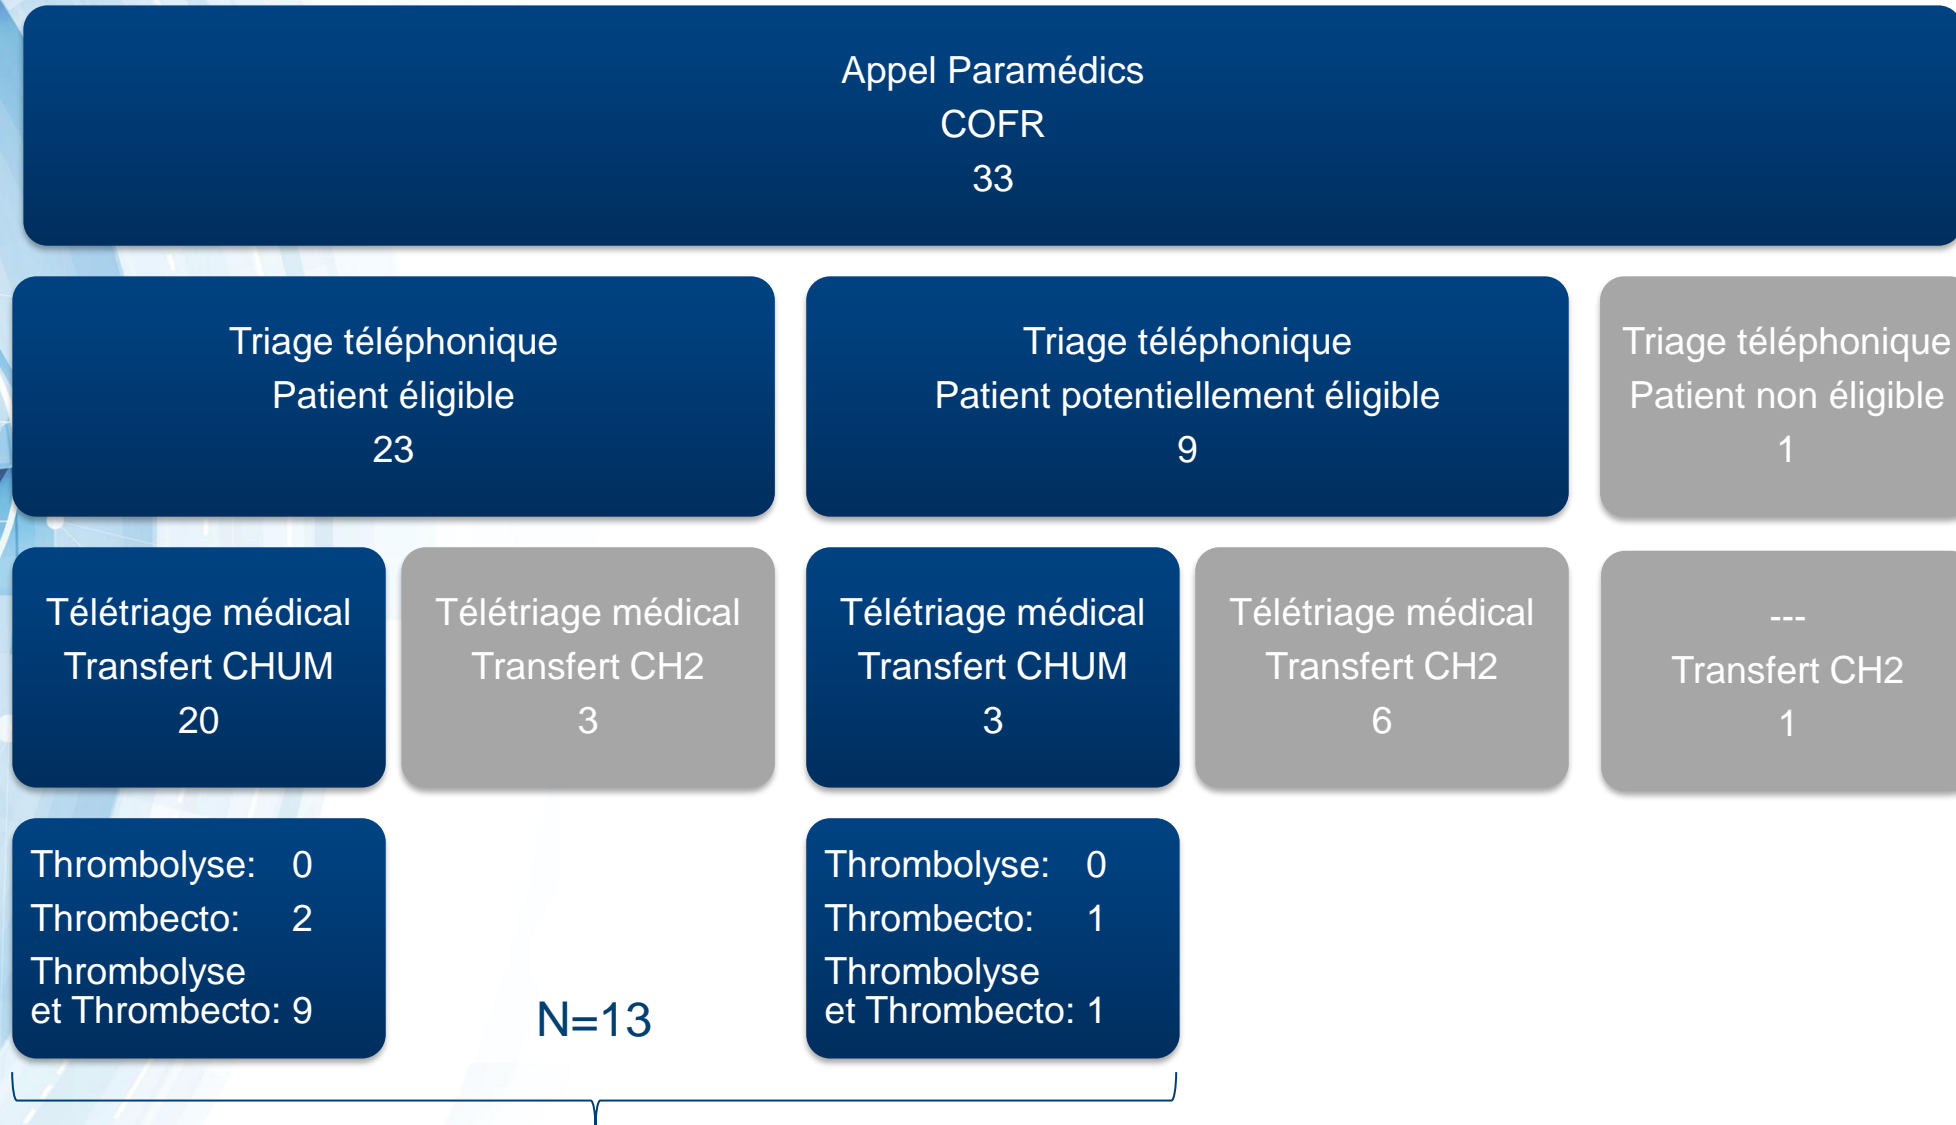 Appel Paramédics
COFR
33
Triage téléphonique
Patient éligible
23
Triage téléphonique
Patient potentiellement éligible
9
Triage téléphonique
Patient non éligible
1
Télétriage médical
Transfert CHUM
20
Télétriage médical
Transfert CH2
3
Télétriage médical
Transfert CHUM
3
Télétriage médical
Transfert CH2
6
---
Transfert CH2
1
Thrombolyse: 0
Thrombecto: 2
Thrombolyse
et Thrombecto: 9
N=13
Thrombolyse: 0
Thrombecto: 1
Thrombolyse
et Thrombecto: 1